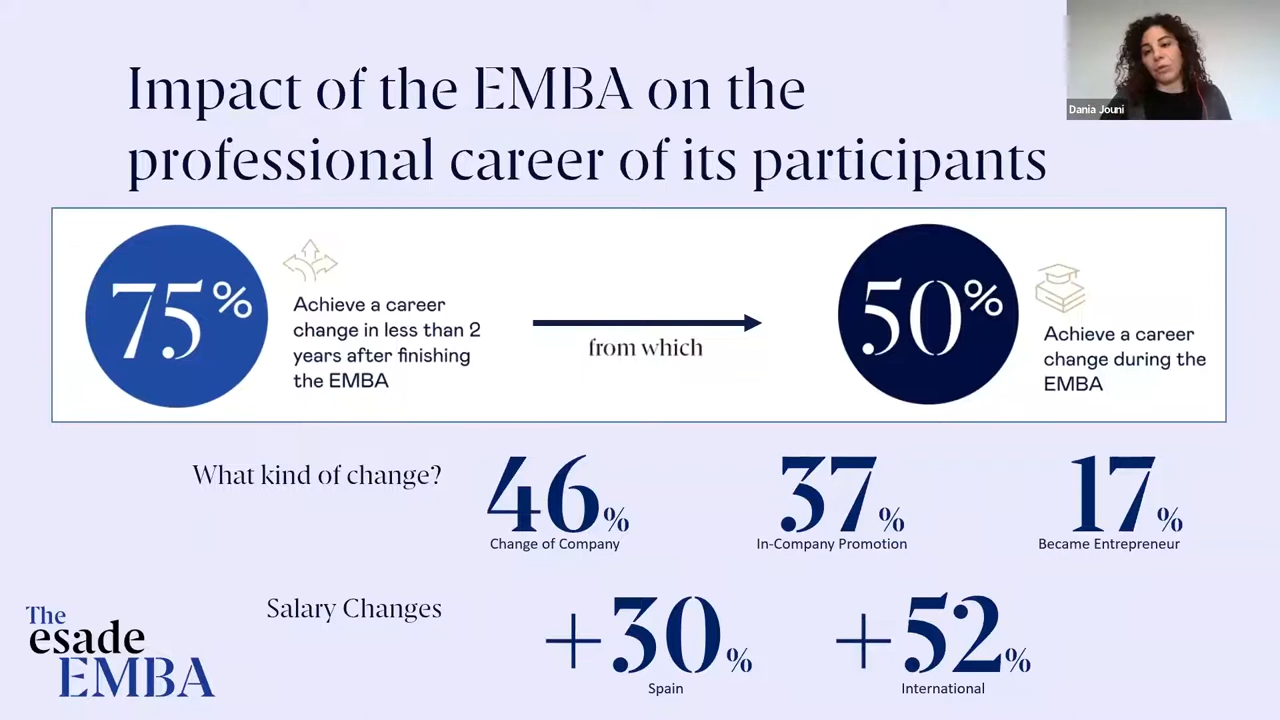 Impact of the EMBA on the
professional career of its participants
Dania Jouni
75%
Achieve a career
change in less than 2
years after finishing
the EMBA
from which
50%
Achieve a career
change during the
EMBA
What kind of change?
46%
Change of Company
37%
In-Company Promotion
17%
Became Entrepreneur
Salary Changes
+30%
Spain
+52%
International
The
esade
EMBA